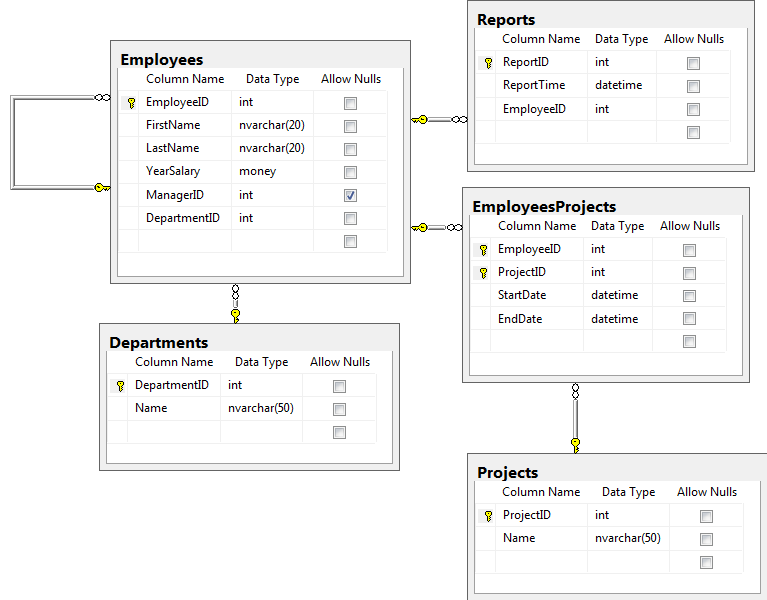 Employees
Column Name Data Type Allow Nulls
EmployeeID int
FirstName nvarchar(20)
LastName nvarchar(20)
YearSalary money
ManagerID int
DepartmentID int
Reports
Column Name Data Type Allow Nulls
ReportID int
ReportTime datetime
EmployeeID int
EmployeesProjects
Column Name Data Type Allow Nulls
EmployeeID int
ProjectID int
StartDate datetime
EndDate datetime
Departments
Column Name Data Type Allow Nulls
DepartmentID int
Name nvarchar(50)
Projects
Column Name Data Type Allow Nulls
ProjectID int
Name nvarchar(50)